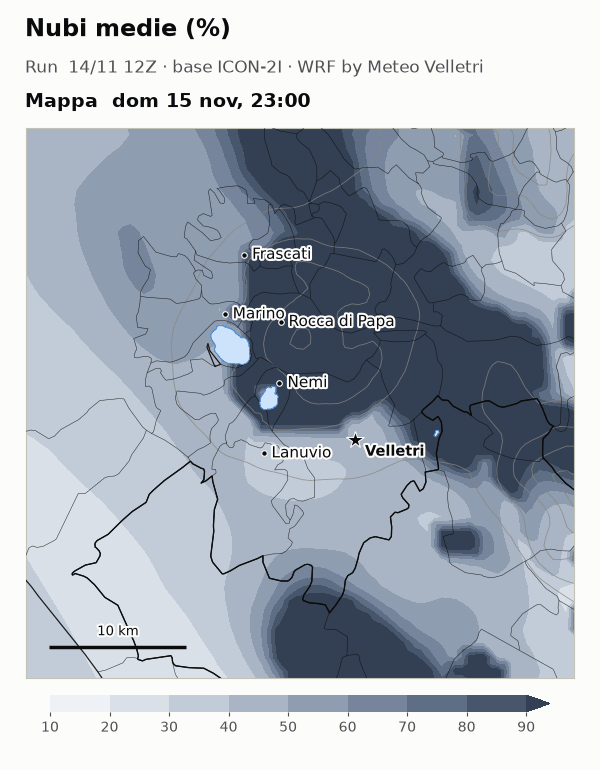 Nubi medie (%)
Run  14/11 12Z · base ICON-2I · WRF by Meteo Velletri
Mappa  dom 15 nov, 23:00
Frascati
Marino
Rocca di Papa
Nemi
Velletri
Lanuvio
10 km
10 20 30 40 50 60 70 80 90